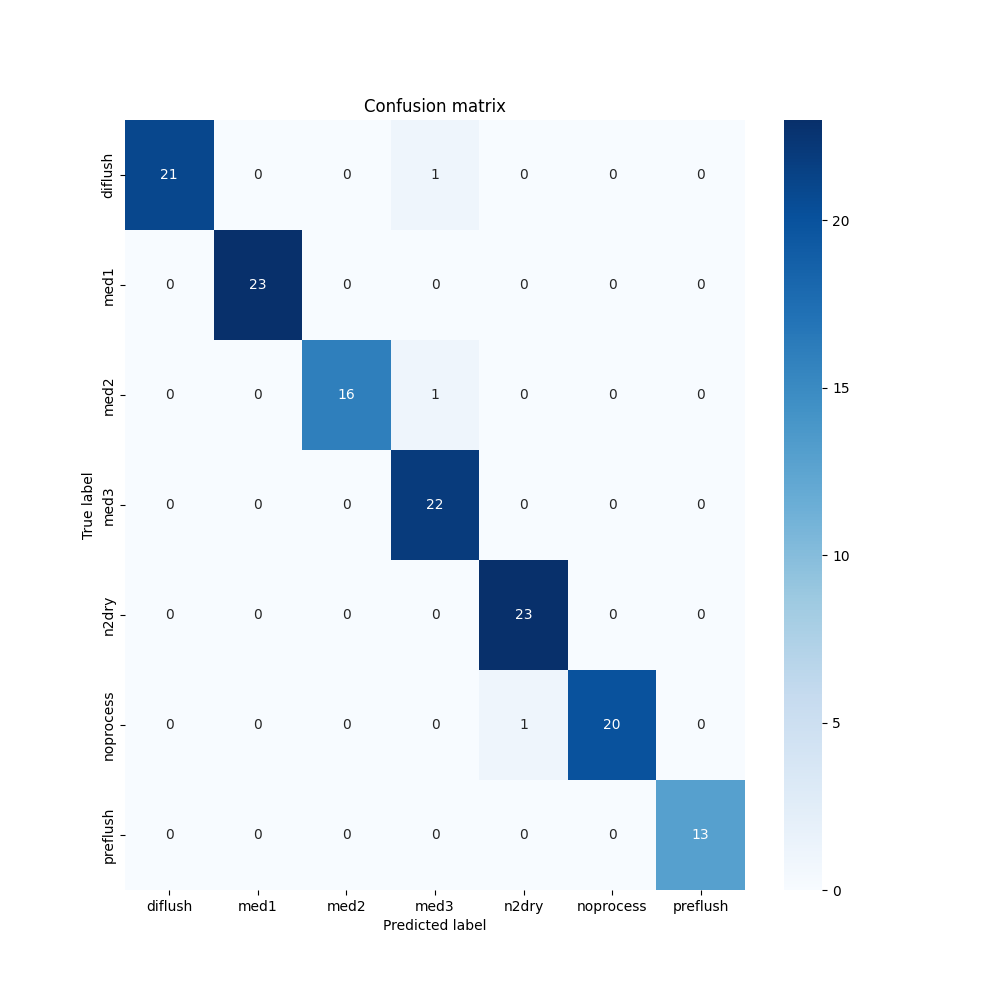 Confusion matrix
diflush 21 0 0 1 0 0 0
med1 0 23 0 0 0 0 0
med2 0 0 16 1 0 0 0
med3 0 0 0 22 0 0 0
n2dry 0 0 0 0 23 0 0
noprocess 0 0 0 0 1 20 0
preflush 0 0 0 0 0 0 13
True label
diflush med1 med2 med3 n2dry noprocess preflush
Predicted label
20
15
10
5
0